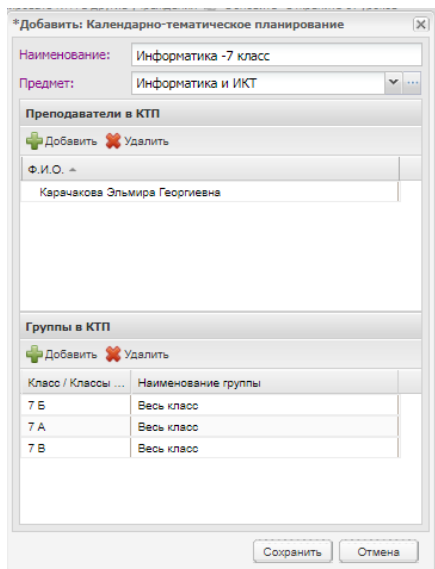 *Добавить: Календарно-тематическое планирование
Наименование: Информатика -7 класс
Предмет: Информатика и ИКТ
Преподаватели в КТП
Добавить Удалить
Ф.И.О.
Карачакова Эльмира Георгиевна
Группы в КТП
Добавить Удалить
Класс / Классы ... Наименование группы
7 Б Весь класс
7 А Весь класс
7 В Весь класс
Сохранить Отмена